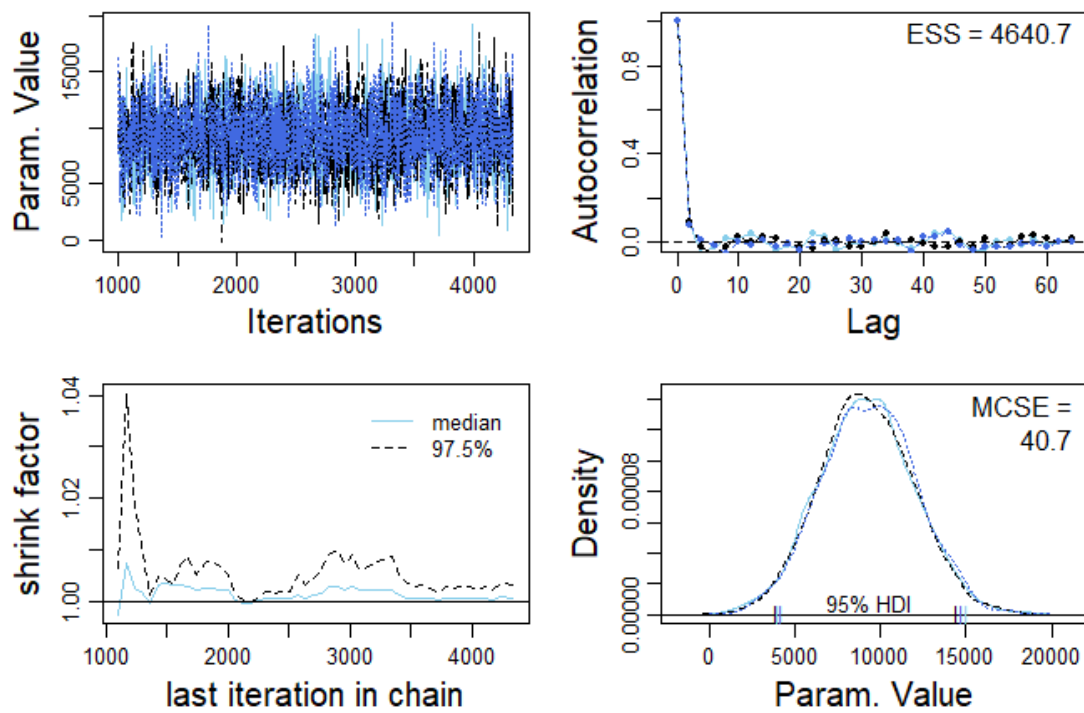 Param. Value
15000
5000
0
1000
2000
3000
4000
Iterations
Autocorrelation
0.8
0.4
0.0
ESS = 4640.7
0
10
20
30
40
50
60
Lag
shrink factor
1.04
1.02
1.00
median
97.5%
1000
2000
3000
4000
last iteration in chain
Density
0.00008
0.00000
MCSE =
40.7
95% HDI
0
5000
10000
15000
20000
Param. Value